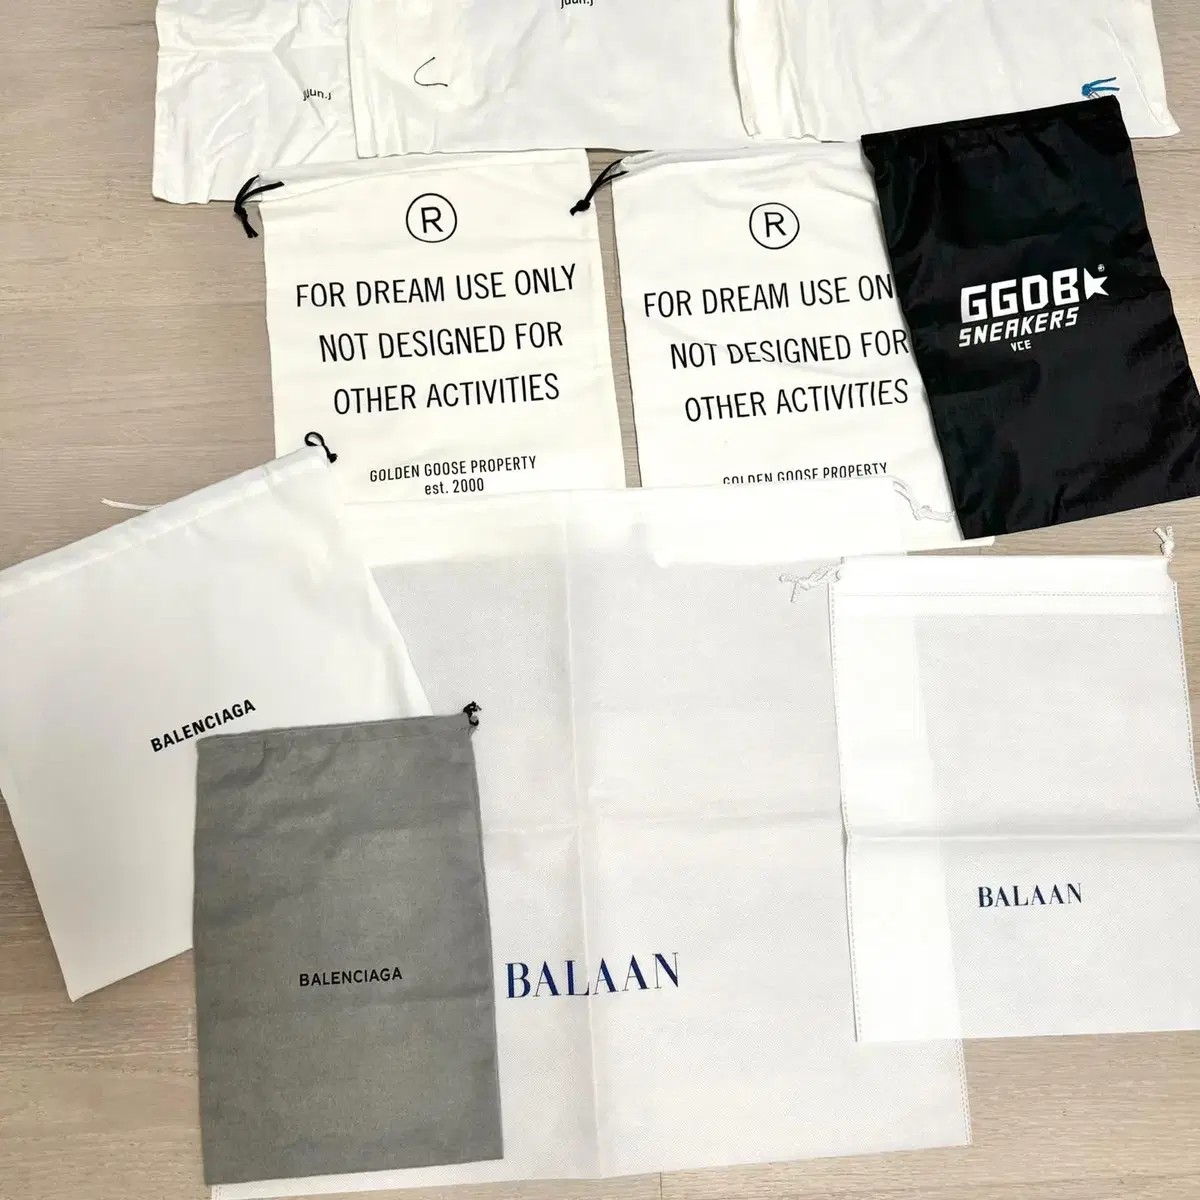 juun.j
juun.j
R
FOR DREAM USE ONLY
NOT DESIGNED FOR
OTHER ACTIVITIES
GOLDEN GOOSE PROPERTY
est. 2000
R
FOR DREAM USE ON
NOT DESIGNED FOR
OTHER ACTIVITIES
GOLDEN GOOSE PROPERTY
GGDB
SNEAKERS
VCE
BALENCIAGA
BALENCIAGA
BALAAN
BALAAN